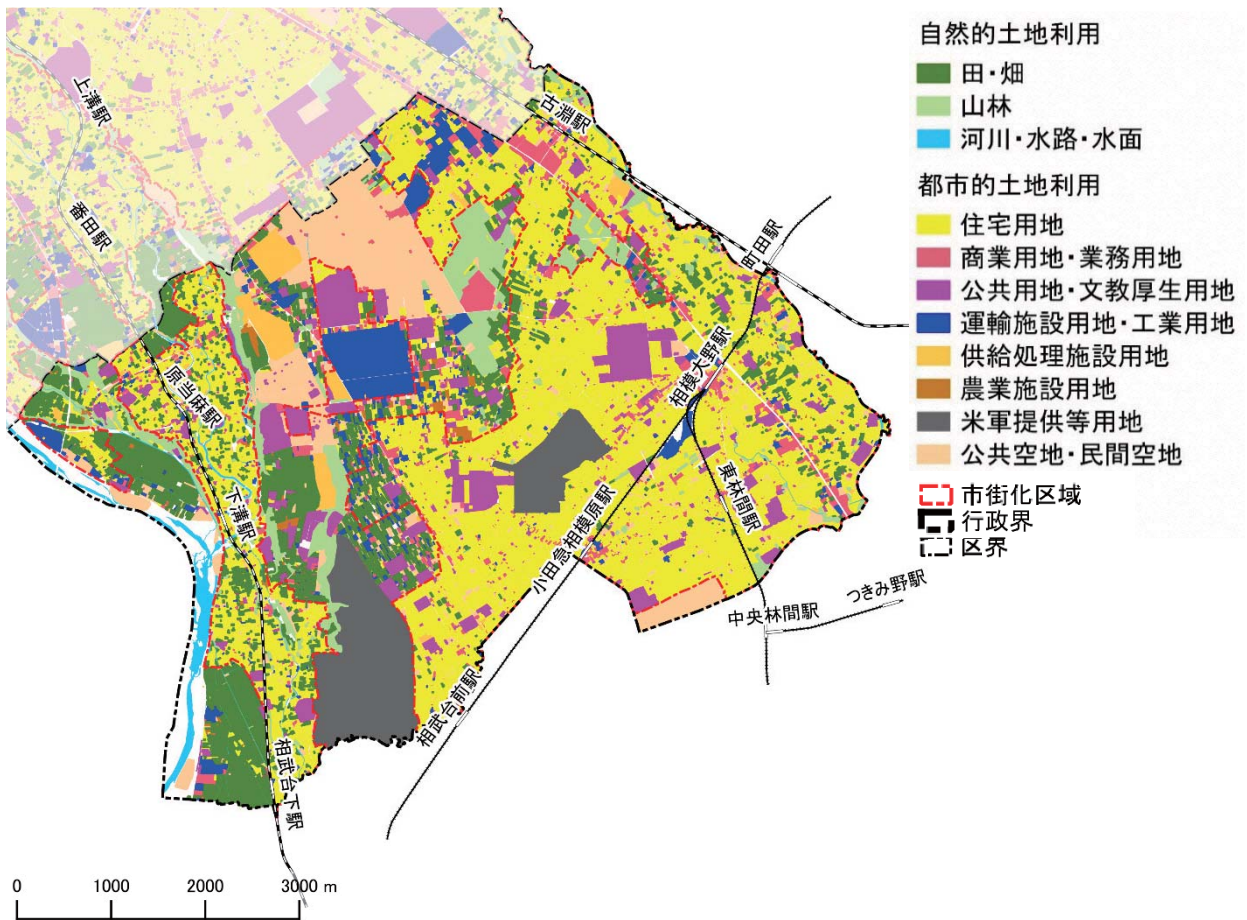 自然的土地利用
田・畑
山林
河川・水路・水面
都市的土地利用
住宅用地
商業用地・業務用地
公共用地・文教厚生用地
運輸施設用地・工業用地
供給処理施設用地
農業施設用地
米軍提供等用地
公共空地・民間空地
市街化区域
行政界
区界
上溝駅
古淵駅
番田駅
町田駅
原当麻駅
相模大野駅
下溝駅
東林間駅
小田急相模原駅
つきみ野駅
中央林間駅
相武台前駅
相武台下駅
0 1000 2000 3000 m